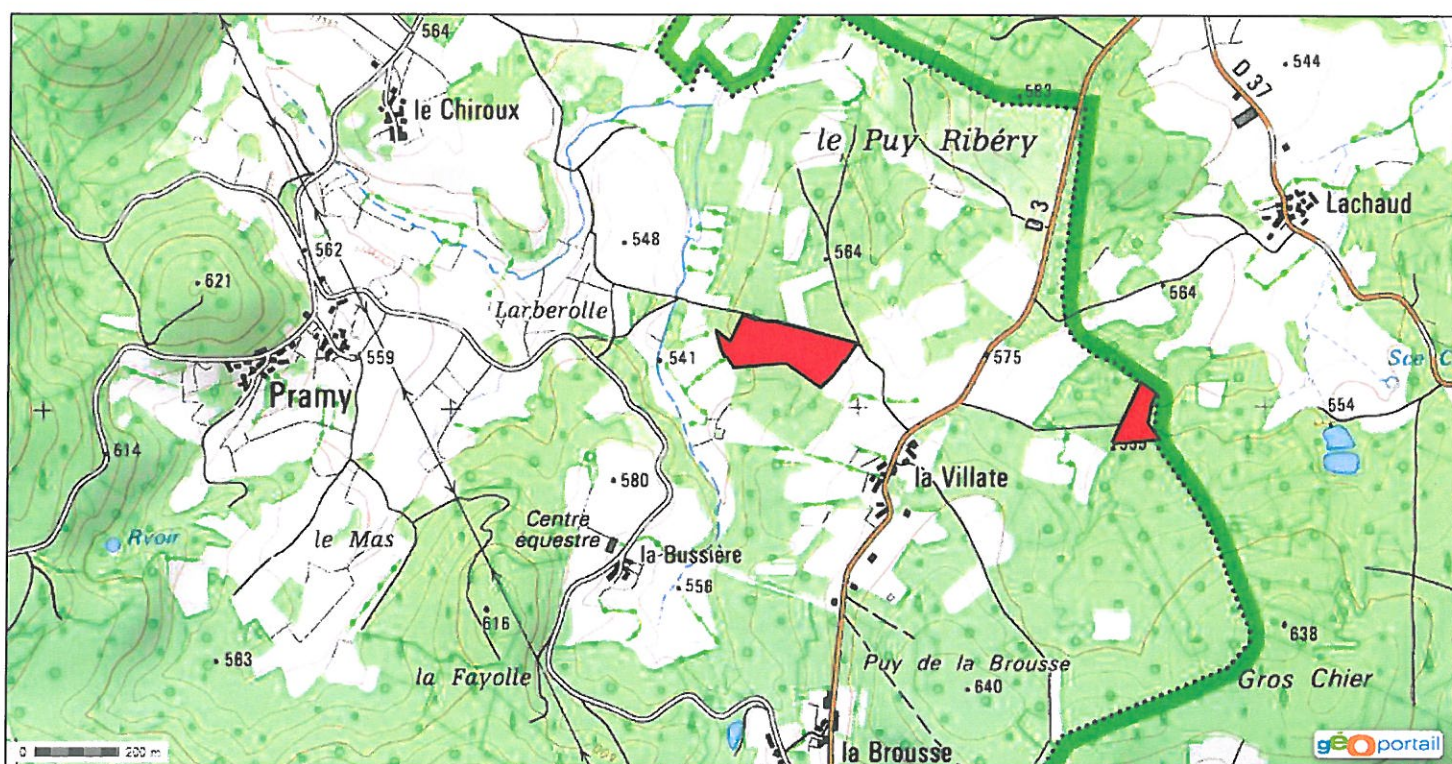 564
583
D 37
544
le Chiroux
le Puy Ribéry
Lachaud
D 3
562
548
564
564
621
Larberolle
559
541
575
Pramy
554
614
580
la Villate
Centre
équestre
Rvoir
le Mas
la Bussière
556
616
638
563
la Fayolle
Puy de la Brousse
640
Gros Chier
0 200 m
la Brousse
géoportail